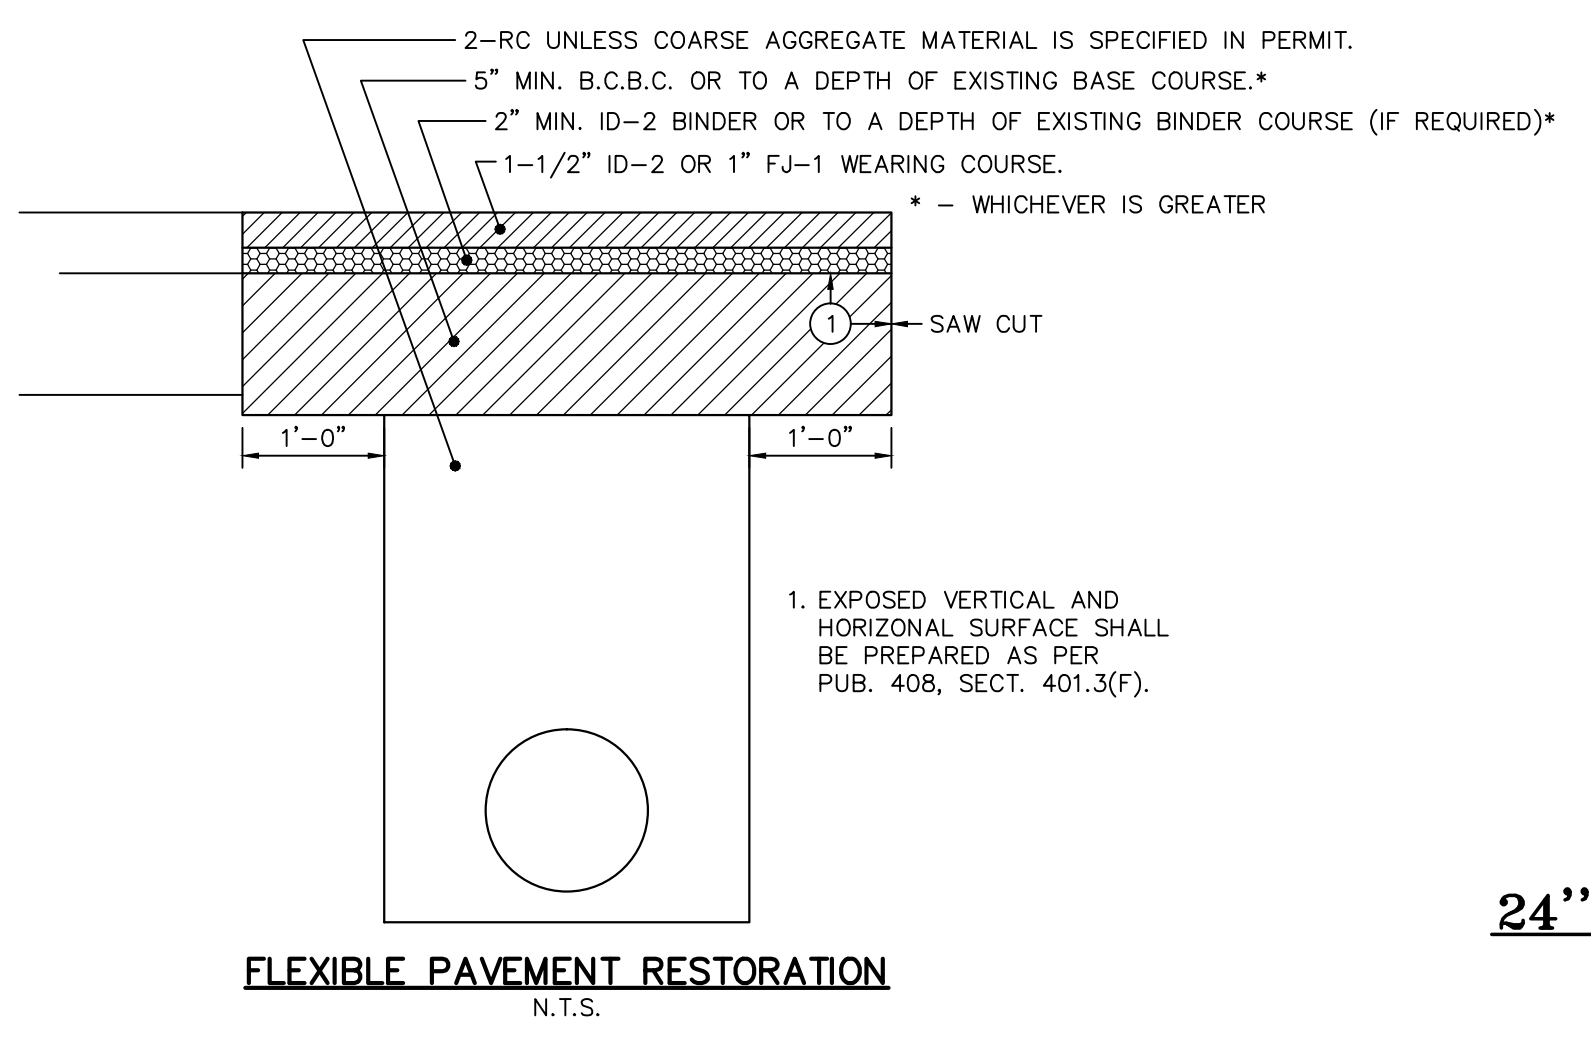 2-RC UNLESS COARSE AGGREGATE MATERIAL IS SPECIFIED IN PERMIT.
5" MIN. B.C.B.C. OR TO A DEPTH OF EXISTING BASE COURSE.*
2" MIN. ID-2 BINDER OR TO A DEPTH OF EXISTING BINDER COURSE (IF REQUIRED)*
1-1/2" ID-2 OR 1" FJ-1 WEARING COURSE.
* - WHICHEVER IS GREATER
1
SAW CUT
1'-0"
1'-0"
1. EXPOSED VERTICAL AND
HORIZONAL SURFACE SHALL
BE PREPARED AS PER
PUB. 408, SECT. 401.3(F).
24''
FLEXIBLE PAVEMENT RESTORATION
N.T.S.